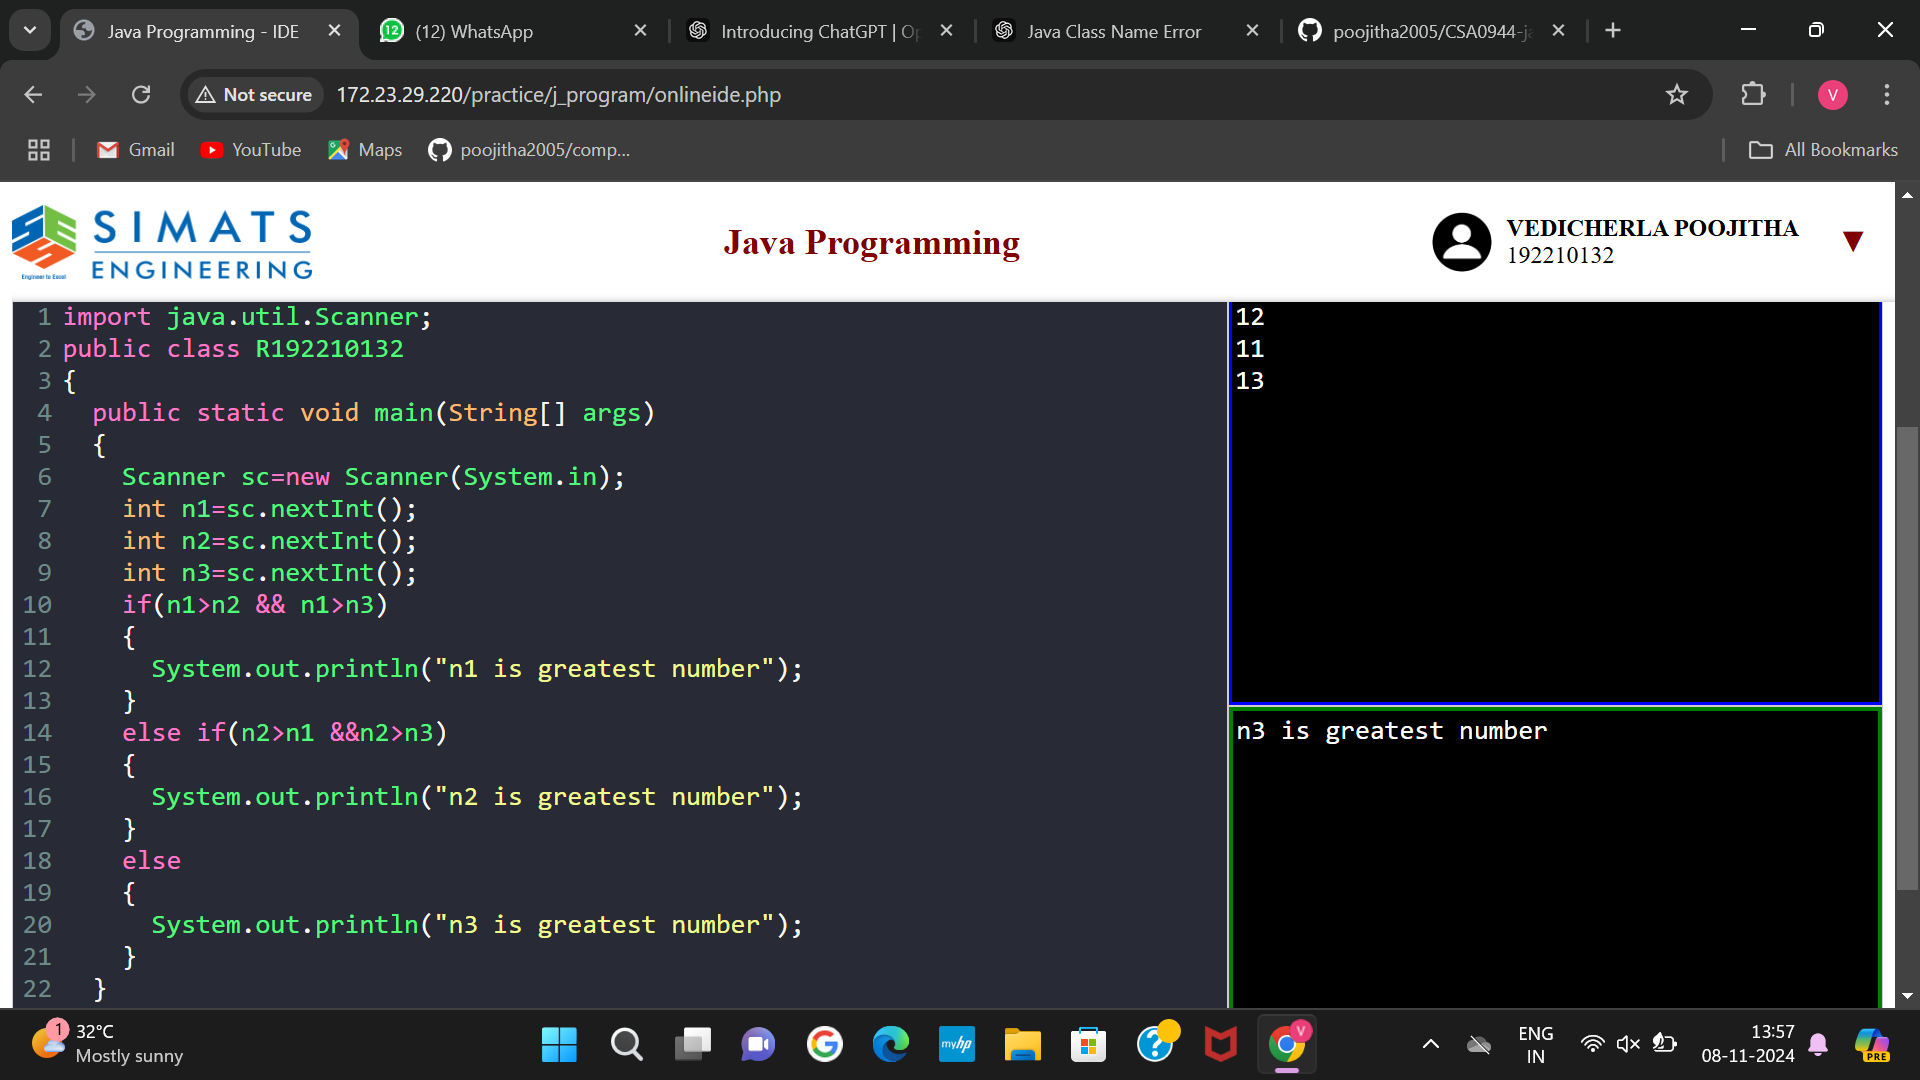 Java Programming - IDE
12
(12) WhatsApp
Introducing ChatGPT | Op
Java Class Name Error
poojitha2005/CSA0944-ja
Not secure
172.23.29.220/practice/j_program/onlineide.php
V
Gmail
YouTube
Maps
poojitha2005/comp...
All Bookmarks
SIMATS
ENGINEERING
Engineer to Excel
Java Programming
VEDICHERLA POOJITHA
192210132
1 import java.util.Scanner;
2 public class R192210132
3 {
4 public static void main(String[] args)
5 {
6 Scanner sc=new Scanner(System.in);
7 int n1=sc.nextInt();
8 int n2=sc.nextInt();
9 int n3=sc.nextInt();
10 if(n1>n2 && n1>n3)
11 {
12 System.out.println("n1 is greatest number");
13 }
14 else if(n2>n1 &&n2>n3)
15 {
16 System.out.println("n2 is greatest number");
17 }
18 else
19 {
20 System.out.println("n3 is greatest number");
21 }
22 }
12
11
13
n3 is greatest number
1
32°C
Mostly sunny
myhp
V
ENG
IN
13:57
08-11-2024
PRE